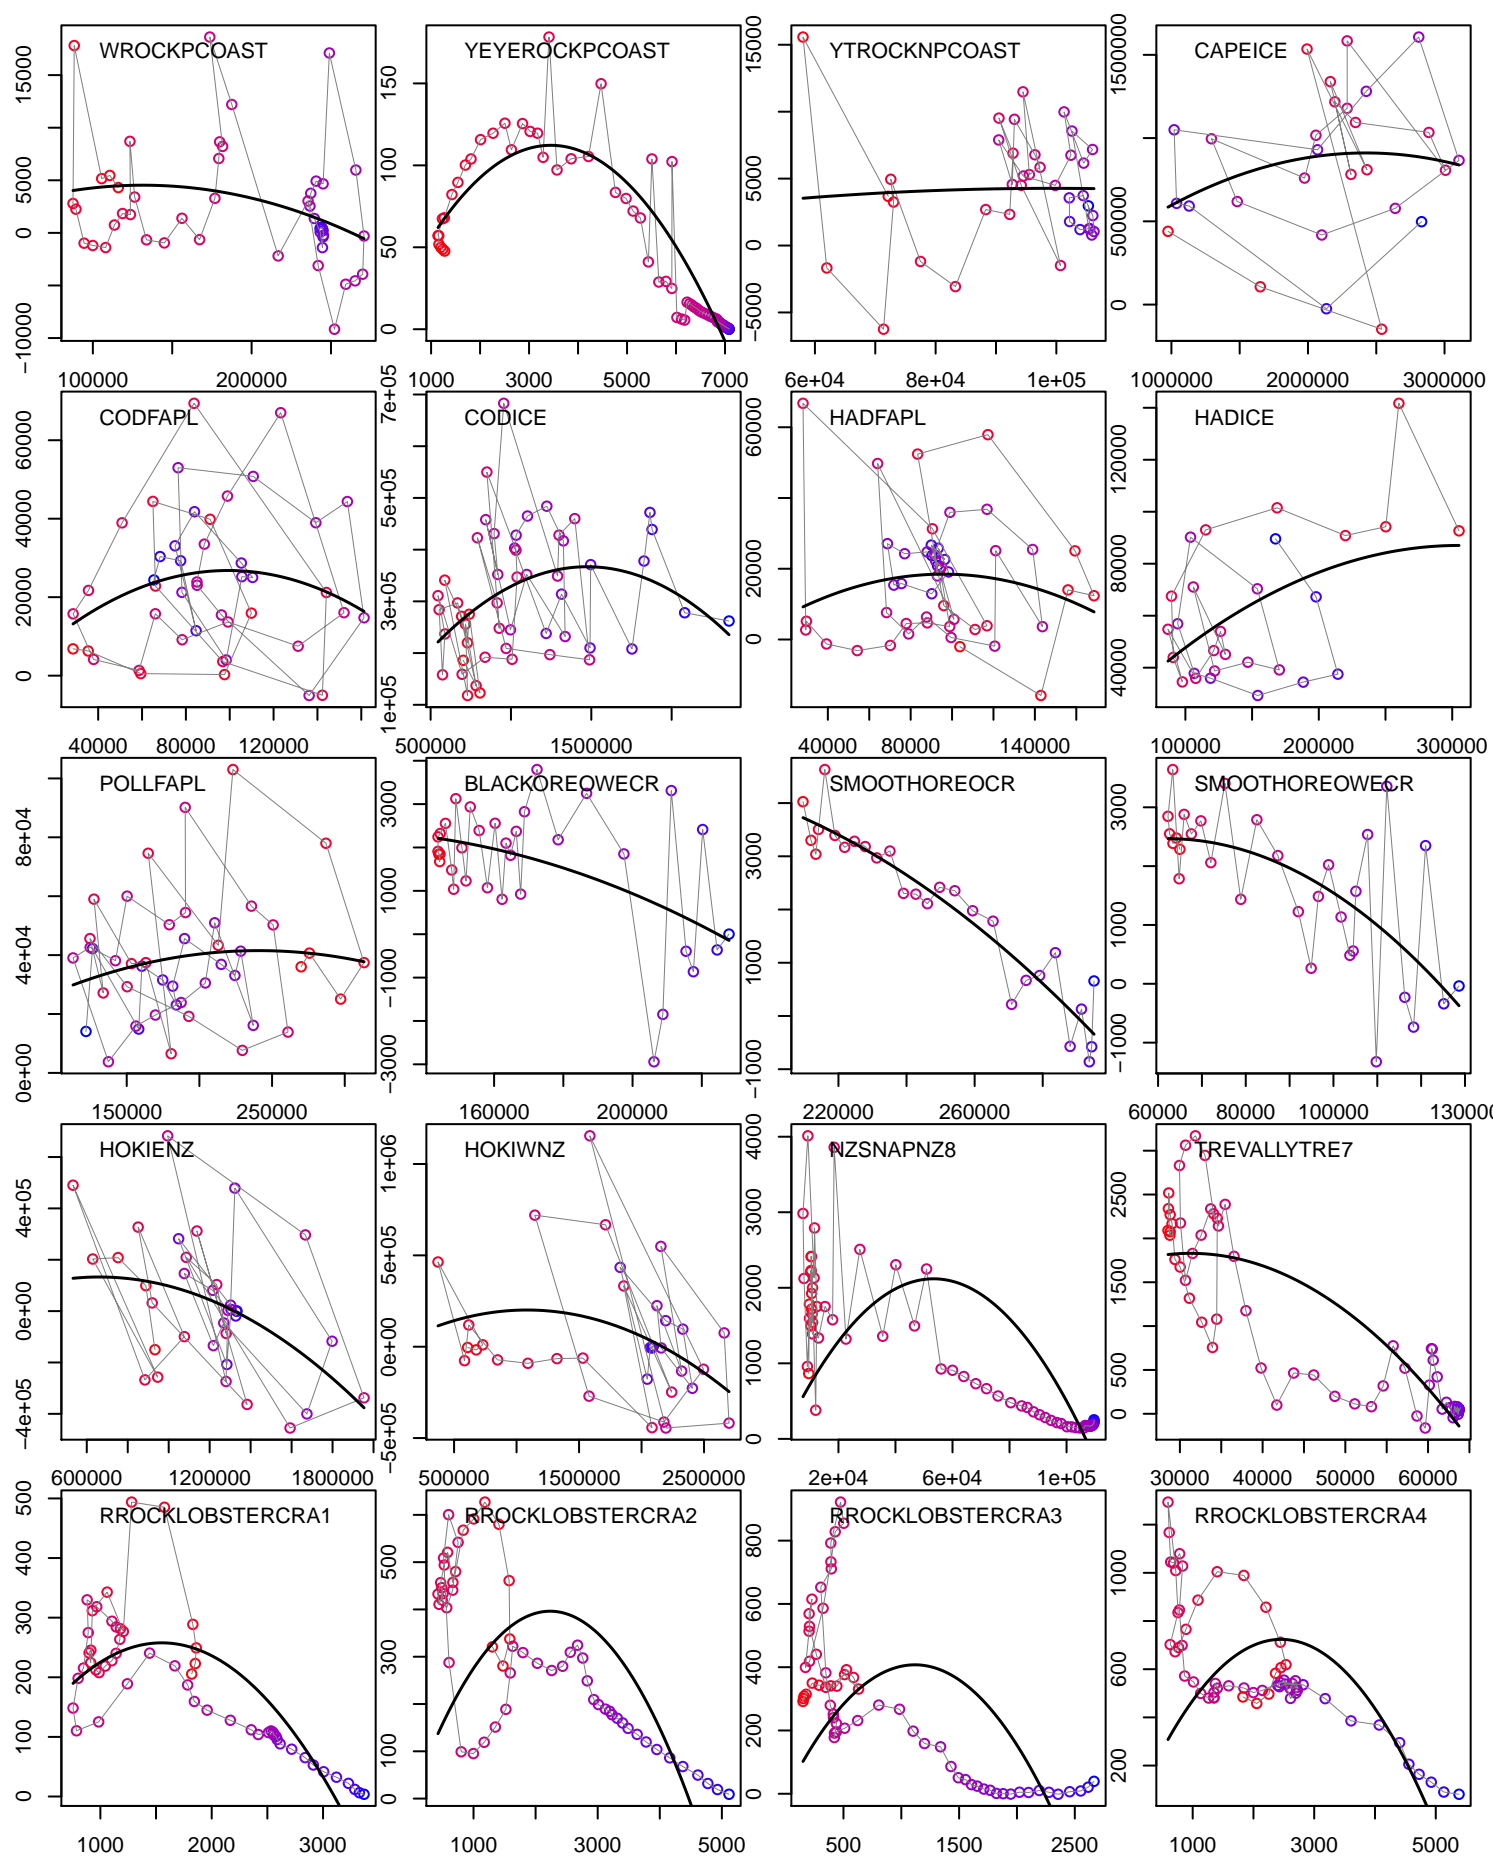 WROCKPCOAST YEYEROCKPCOAST YTROCKNPCOAST CAPEICE
−10000 0 5000 15000
0 50 100 150
−5000 0 5000 15000
0 500000 1500000
100000 200000
1000 3000 5000 7000
6e+04 8e+04 1e+05
1000000 2000000 3000000
CODFAPL CODICE HADFAPL HADICE
0 20000 40000 60000
1e+05 3e+05 5e+05 7e+05
0 20000 60000
40000 80000 120000
40000 80000 120000
500000 1500000
40000 80000 140000
100000 200000 300000
POLLFAPL BLACKOREOWECR SMOOTHOREOCR SMOOTHOREOWECR
0e+00 4e+04 8e+04
−3000 −1000 1000 3000
−1000 1000 3000
−1000 0 1000 3000
150000 250000
160000 200000
220000 260000
60000 80000 100000 13000
HOKIENZ HOKIWNZ NZSNAPNZ8 TREVALLYTRE7
−4e+05 0e+00 4e+05
−5e+05 0e+00 5e+05 1e+06
0 1000 2000 3000 4000
0 500 1500 2500
600000 1200000 1800000
500000 1500000 2500000
2e+04 6e+04 1e+05
30000 40000 50000 60000
RROCKLOBSTERCRA1 RROCKLOBSTERCRA2 RROCKLOBSTERCRA3 RROCKLOBSTERCRA4
0 100 200 300 400 500
0 100 300 500
0 200 400 600 800
200 600 1000
1000 2000 3000
1000 3000 5000
500 1500 2500
1000 3000 5000